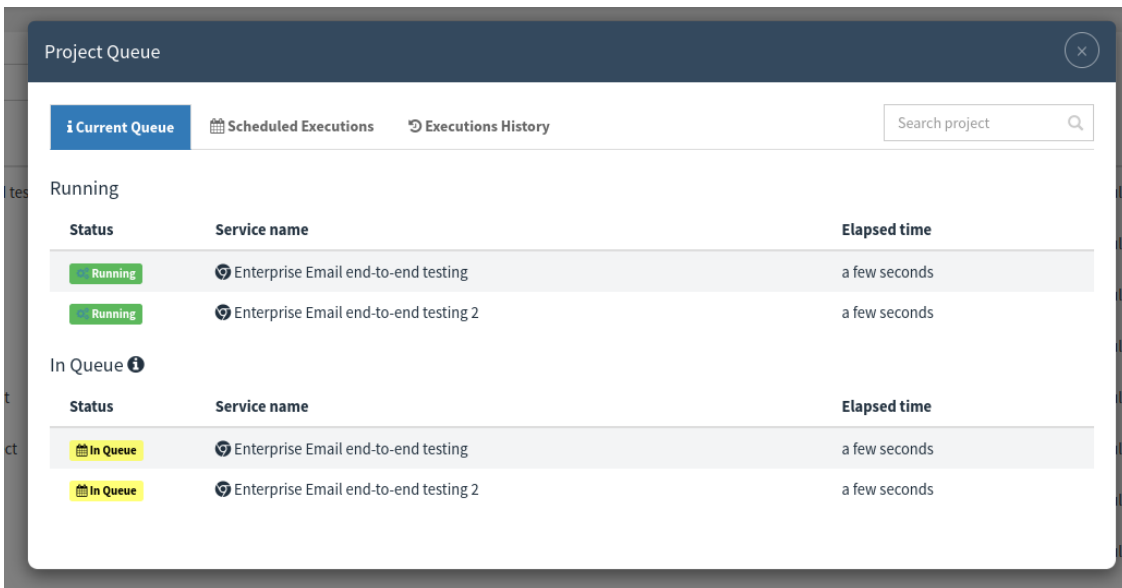 Project Queue
Current Queue Scheduled Executions Executions History Search project
Running
Status Service name Elapsed time
Running Enterprise Email end-to-end testing a few seconds
Running Enterprise Email end-to-end testing 2 a few seconds
In Queue
Status Service name Elapsed time
In Queue Enterprise Email end-to-end testing a few seconds
In Queue Enterprise Email end-to-end testing 2 a few seconds